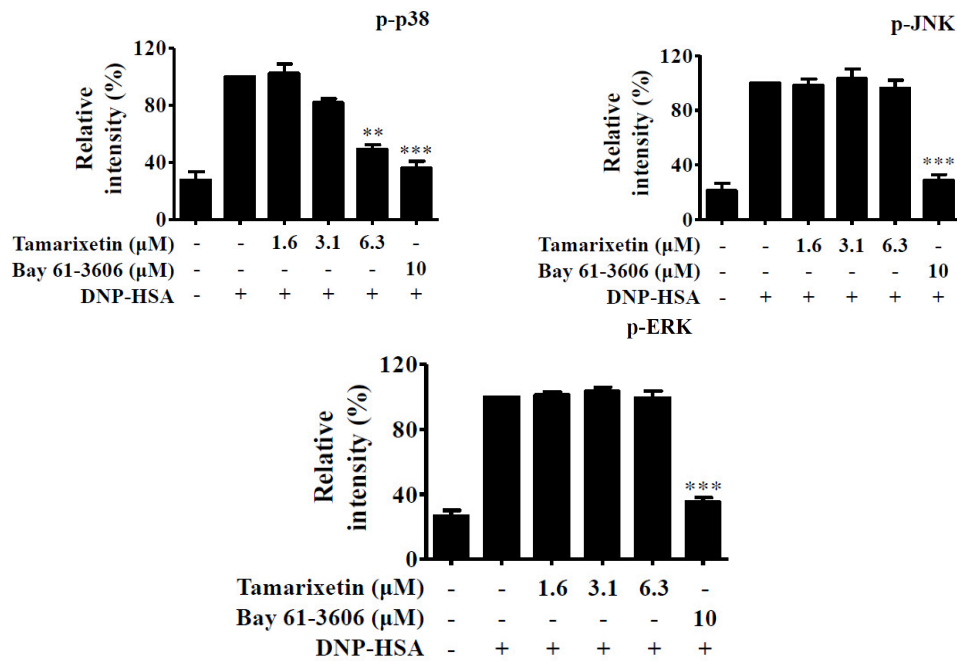 p-p38
120
80
40
0
Relative
intensity (%)
**
***
Tamarixetin (μM) - - 1.6 3.1 6.3 -
Bay 61-3606 (μM) - - - - - 10
DNP-HSA - + + + + +
p-JNK
120
80
40
0
Relative
intensity (%)
***
Tamarixetin (μM) - - 1.6 3.1 6.3 -
Bay 61-3606 (μM) - - - - - 10
DNP-HSA - + + + + +
p-ERK
120
80
40
0
Relative
intensity (%)
***
Tamarixetin (μM) - - 1.6 3.1 6.3 -
Bay 61-3606 (μM) - - - - - 10
DNP-HSA - + + + + +